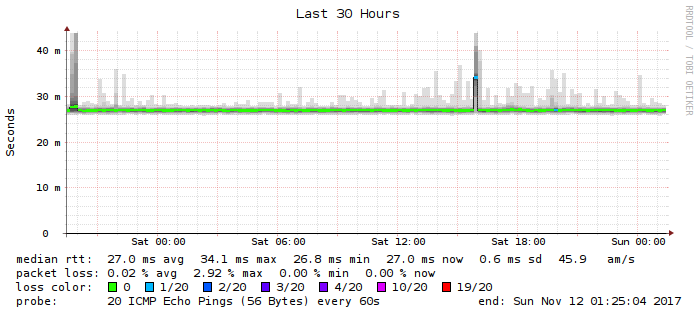 Last 30 Hours
RRDTOOL / TOBI OETIKER
Seconds
40 m
30 m
20 m
10 m
0
Sat 00:00 Sat 06:00 Sat 12:00 Sat 18:00 Sun 00:00
median rtt: 27.0 ms avg 34.1 ms max 26.8 ms min 27.0 ms now 0.6 ms sd 45.9 am/s
packet loss: 0.02 % avg 2.92 % max 0.00 % min 0.00 % now
loss color: 0 1/20 2/20 3/20 4/20 10/20 19/20
probe: 20 ICMP Echo Pings (56 Bytes) every 60s end: Sun Nov 12 01:25:04 2017